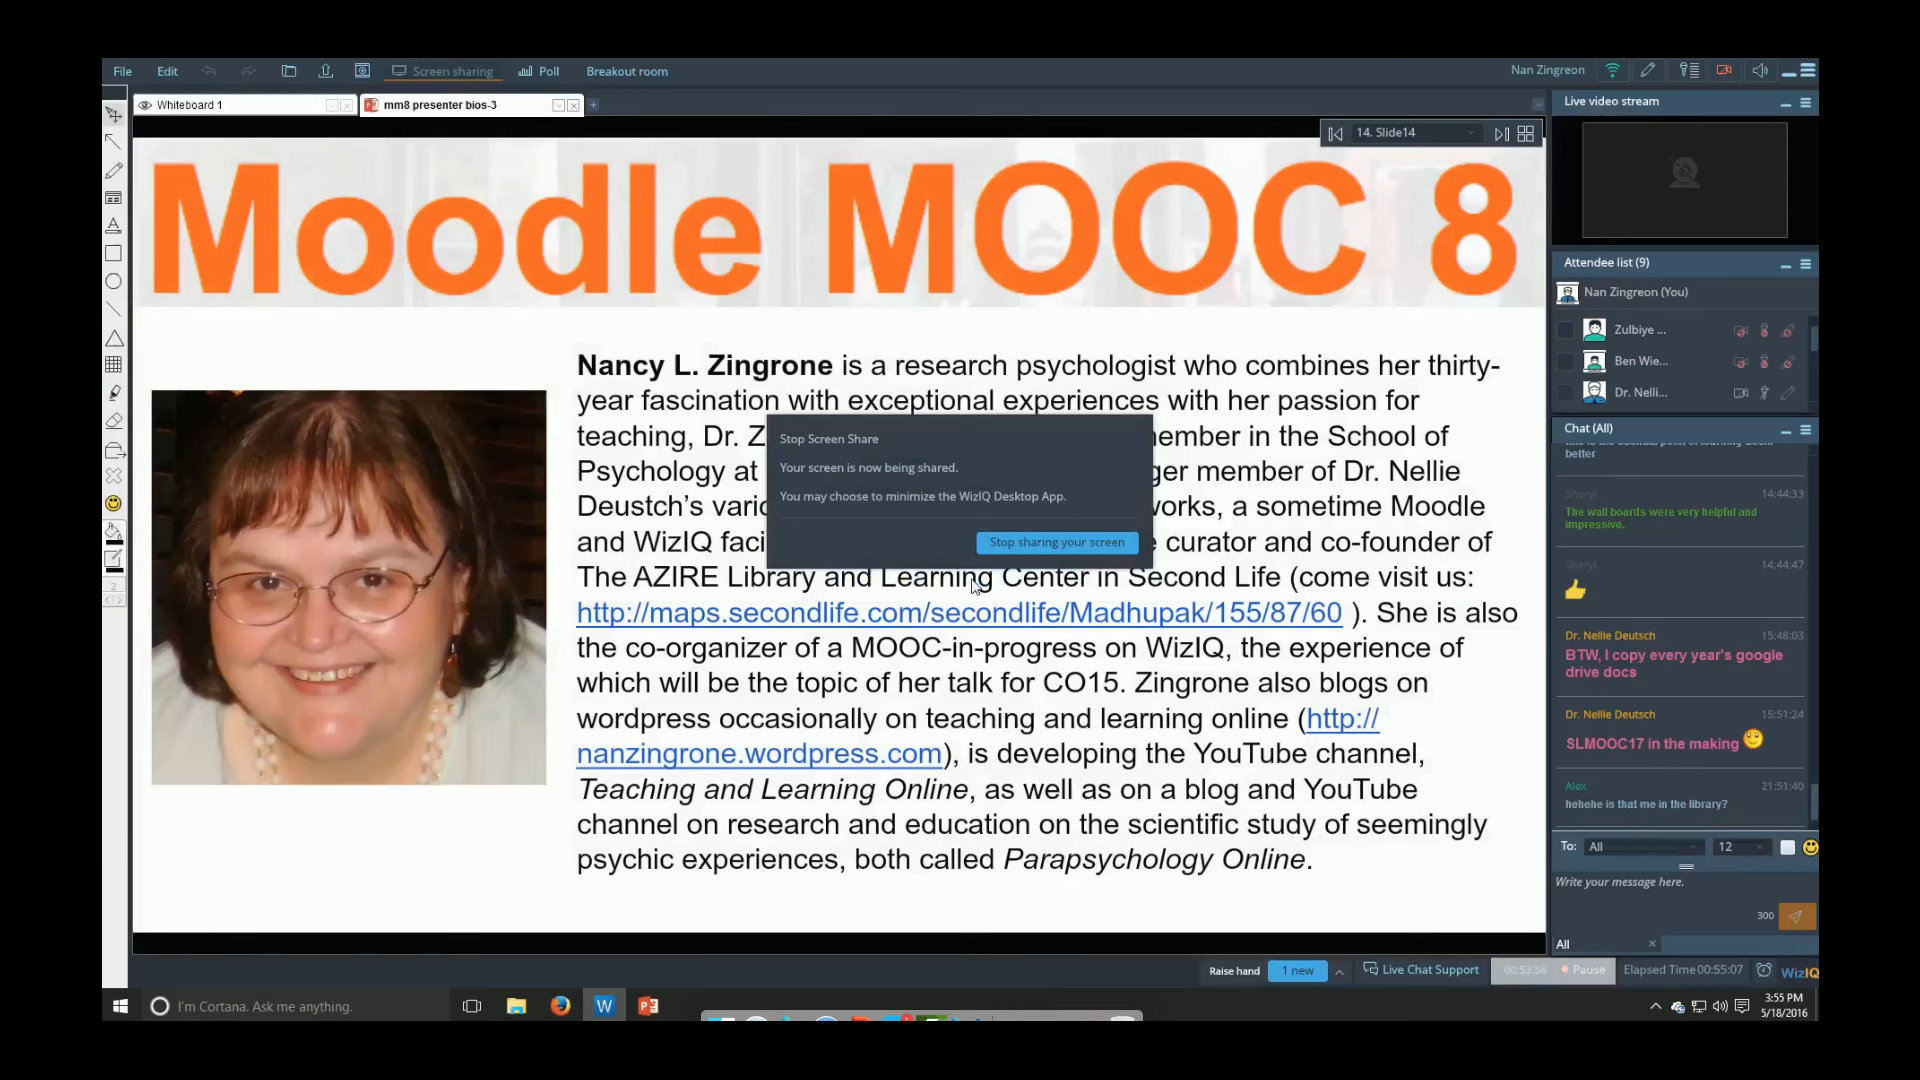 File Edit Screen sharing Poll Breakout room
Nan Zingreon
Whiteboard 1
mm8 presenter bios-3
14. Slide14
Moodle MOOC 8
Nancy L. Zingrone is a research psychologist who combines her thirty-
year fascination with exceptional experiences with her passion for
teaching, Dr. Z ember in the School of
Psychology at ger member of Dr. Nellie
Deustch's vario works, a sometime Moodle
and WizIQ faci curator and co-founder of
The AZIRE Library and Learning Center in Second Life (come visit us:
http://maps.secondlife.com/secondlife/Madhupak/155/87/60 ). She is also
the co-organizer of a MOOC-in-progress on WizIQ, the experience of
which will be the topic of her talk for CO15. Zingrone also blogs on
wordpress occasionally on teaching and learning online (http://
nanzingrone.wordpress.com), is developing the YouTube channel,
Teaching and Learning Online, as well as on a blog and YouTube
channel on research and education on the scientific study of seemingly
psychic experiences, both called Parapsychology Online.
Stop Screen Share
Your screen is now being shared.
You may choose to minimize the WizIQ Desktop App.
Stop sharing your screen
2
Live video stream
Attendee list (9)
Nan Zingreon (You)
Zulbiye ...
Ben Wie...
Dr. Nelli...
Chat (All)
better
Sheryl 14:44:33
The wall boards were very helpful and
impressive.
Sheryl 14:44:47
Dr. Nellie Deutsch 15:48:03
BTW, I copy every year's google
drive docs
Dr. Nellie Deutsch 15:51:24
SLMOOC17 in the making
Alex 21:51:40
hehehe is that me in the library?
To: All 12
Write your message here.
300
All
Raise hand 1 new Live Chat Support 00:53:56 Pause Elapsed Time 00:55:07 WizIQ
I'm Cortana. Ask me anything.
3:55 PM
5/18/2016